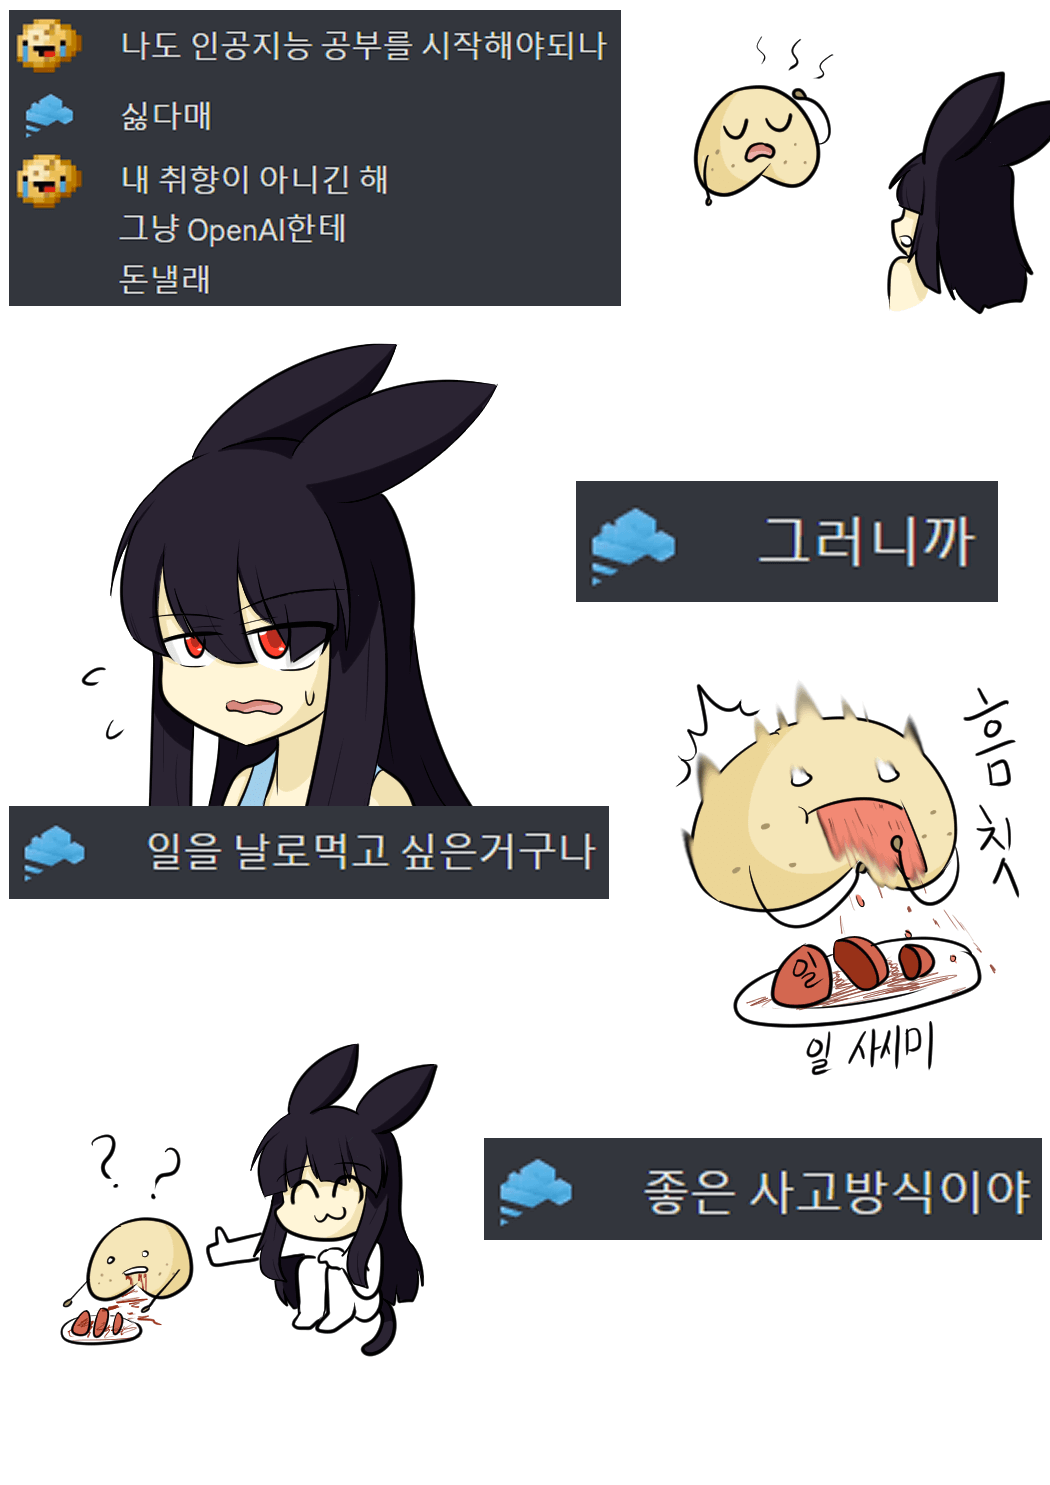 나도 인공지능 공부를 시작해야되나
싫다매
내 취향이 아니긴 해
그냥 OpenAI한테
돈낼래
그러니까
흠칫
일을 날로먹고 싶은거구나
일
일 사시미
? ?
좋은 사고방식이야